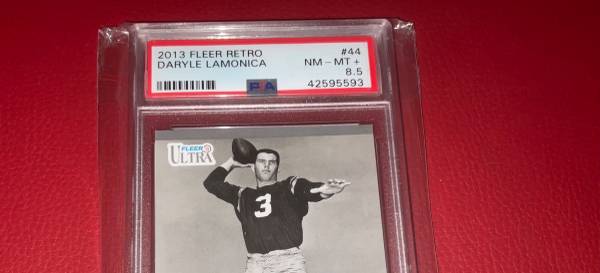 2013 FLEER RETRO #44
DARYLE LAMONICA NM - MT +
8.5
PSA 42595593
FLEER
ULTRA
3